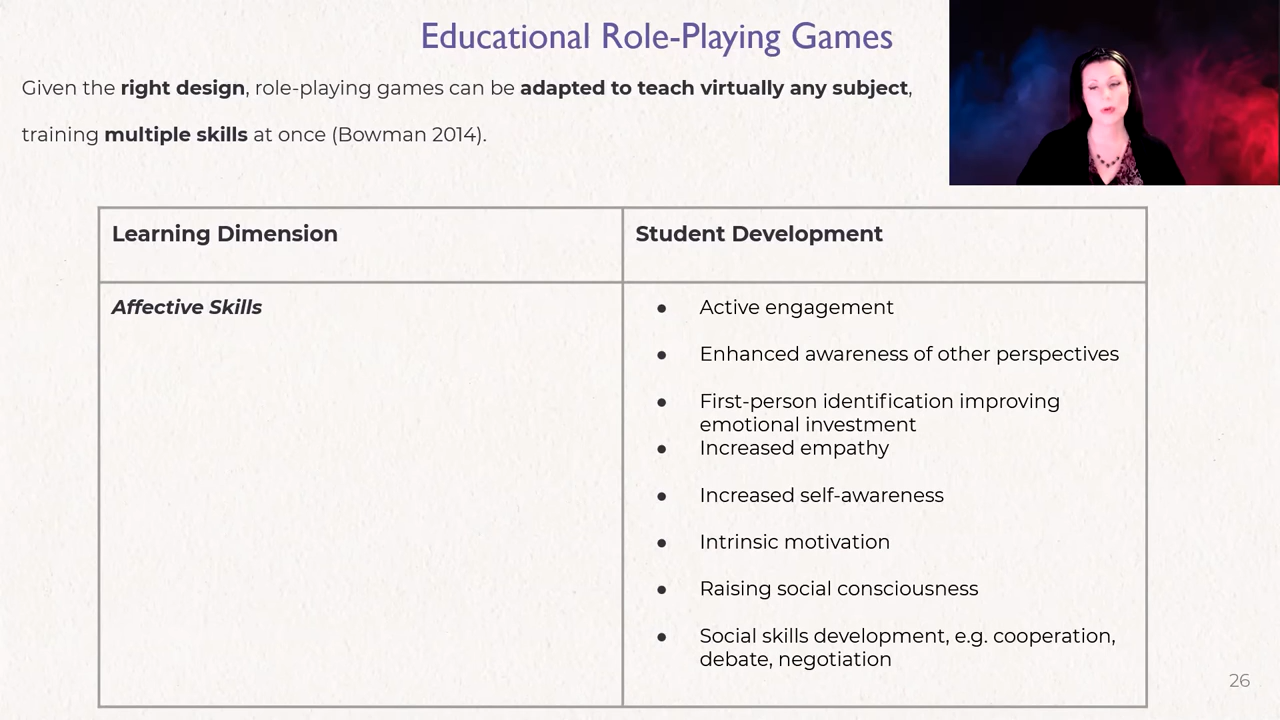 Educational Role-Playing Games
Given the right design, role-playing games can be adapted to teach virtually any subject,
training multiple skills at once (Bowman 2014).
Learning Dimension
Student Development
Affective Skills
● Active engagement
● Enhanced awareness of other perspectives
● First-person identification improving
emotional investment
● Increased empathy
● Increased self-awareness
● Intrinsic motivation
● Raising social consciousness
● Social skills development, e.g. cooperation,
debate, negotiation
26